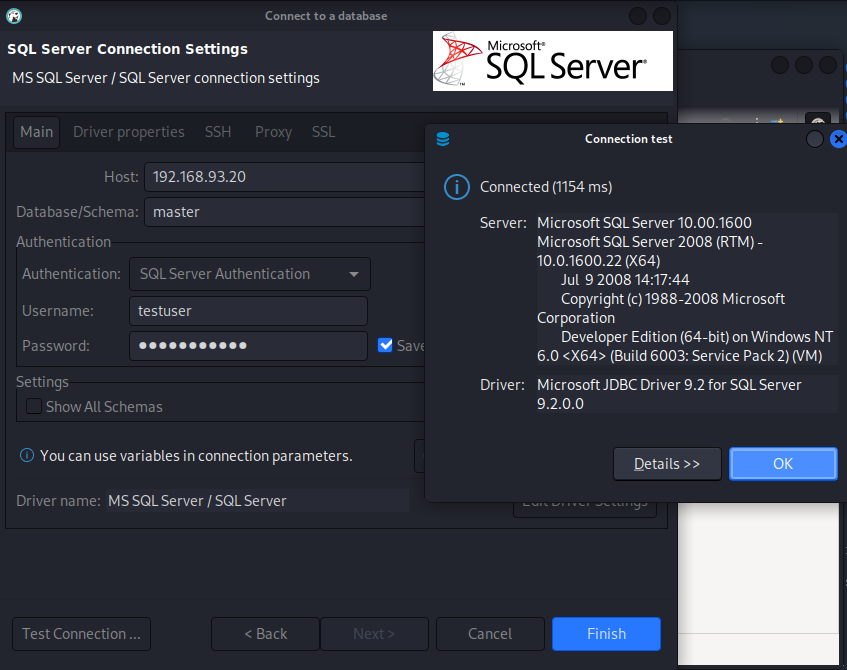 Connect to a database
SQL Server Connection Settings
MS SQL Server / SQL Server connection settings
Microsoft®
SQL Server®
Main
Driver properties
SSH
Proxy
SSL
Host:
192.168.93.20
Database/Schema:
master
Authentication
Authentication:
SQL Server Authentication
Username:
testuser
Password:
●●●●●●●●●●●
Save
Settings
Show All Schemas
You can use variables in connection parameters.
Driver name:
MS SQL Server / SQL Server
Edit Driver Settings
Test Connection ...
< Back
Next >
Cancel
Finish
Connection test
Connected (1154 ms)
Server:
Microsoft SQL Server 10.00.1600
Microsoft SQL Server 2008 (RTM) -
10.0.1600.22 (X64)
Jul  9 2008 14:17:44
Copyright (c) 1988-2008 Microsoft
Corporation
Developer Edition (64-bit) on Windows NT
6.0 <X64> (Build 6003: Service Pack 2) (VM)
Driver:
Microsoft JDBC Driver 9.2 for SQL Server
9.2.0.0
Details >>
OK